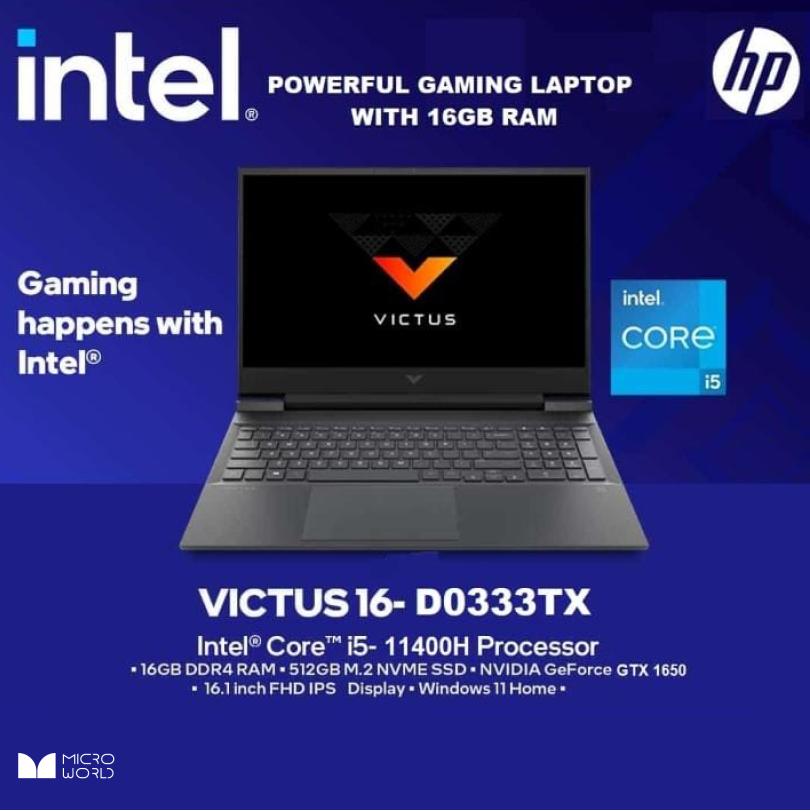 intel®
POWERFUL GAMING LAPTOP
WITH 16GB RAM
hp
Gaming
happens with
Intel®
VICTUS
intel.
CORE
i5
VICTUS 16- D0333TX
Intel® Core™ i5- 11400H Processor
▪ 16GB DDR4 RAM ▪ 512GB M.2 NVME SSD ▪ NVIDIA GeForce GTX 1650
▪ 16.1 inch FHD IPS Display ▪ Windows 11 Home ▪
MICRO
WORLD